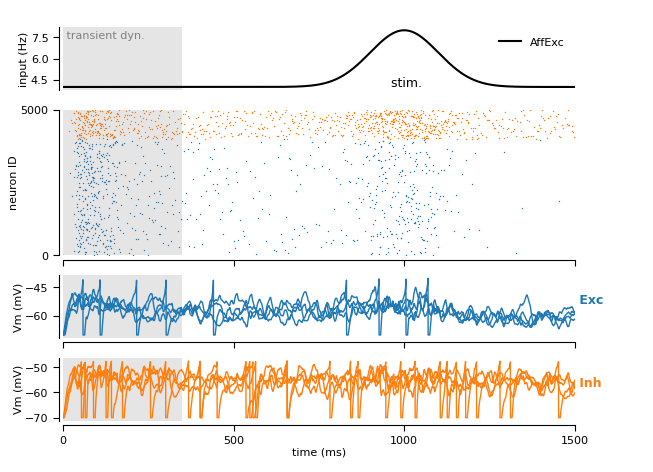 transient dyn.
7.5
6.0
4.5
input (Hz)
AffExc
stim.
5000
0
neuron ID
−45
−60
Vm (mV)
Exc
−50
−60
−70
Vm (mV)
Inh
0
500
1000
1500
time (ms)